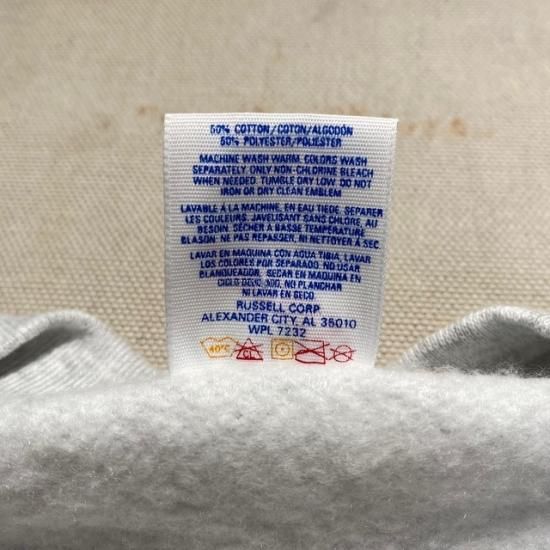 50% COTTON/COTON/ALGODÓN
50% POLYESTER/POLIESTER
MACHINE WASH WARM. COLORS WASH
SEPARATELY. ONLY NON-CHLORINE BLEACH
WHEN NEEDED. TUMBLE DRY LOW. DO NOT
IRON OR DRY CLEAN EMBLEM
LAVABLE À LA MACHINE, EN EAU TIEDE, SEPARER
LES COULEURS. JAVELISANT SANS CHLORE, AU
BESOIN. SÉCHER À BASSE TEMPÉRATURE
BLASON: NE PAS REPASSER, NI NETTOYER À SEC.
LAVAR EN MAQUINA CON AGUA TIBIA, LAVAR
LOS COLORES POR SEPARADO. NO USAR
BLANQUEADOR. SECAR EN MAQUINA EN
CICLO NO PLANCHAR
NI LAVAR EN SECO
RUSSELL CORP.
ALEXANDER CITY, AL 35010
WPL 7232
40°C CL